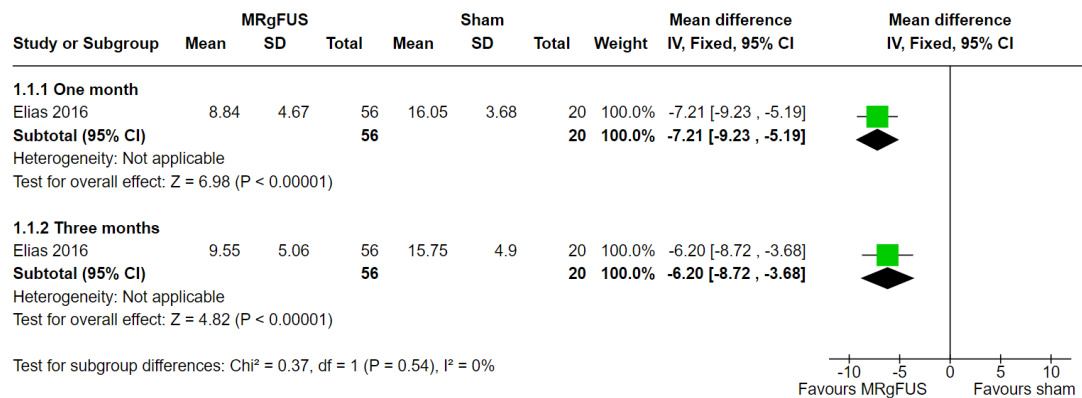 MRgFUS Sham Mean difference Mean difference
Study or Subgroup Mean SD Total Mean SD Total Weight IV, Fixed, 95% CI IV, Fixed, 95% CI
1.1.1 One month
Elias 2016 8.84 4.67 56 16.05 3.68 20 100.0% -7.21 [-9.23 , -5.19]
Subtotal (95% CI) 56 20 100.0% -7.21 [-9.23 , -5.19]
Heterogeneity: Not applicable
Test for overall effect: Z = 6.98 (P < 0.00001)
1.1.2 Three months
Elias 2016 9.55 5.06 56 15.75 4.9 20 100.0% -6.20 [-8.72 , -3.68]
Subtotal (95% CI) 56 20 100.0% -6.20 [-8.72 , -3.68]
Heterogeneity: Not applicable
Test for overall effect: Z = 4.82 (P < 0.00001)
Test for subgroup differences: Chi² = 0.37, df = 1 (P = 0.54), I² = 0%
-10 -5 0 5 10
Favours MRgFUS Favours sham